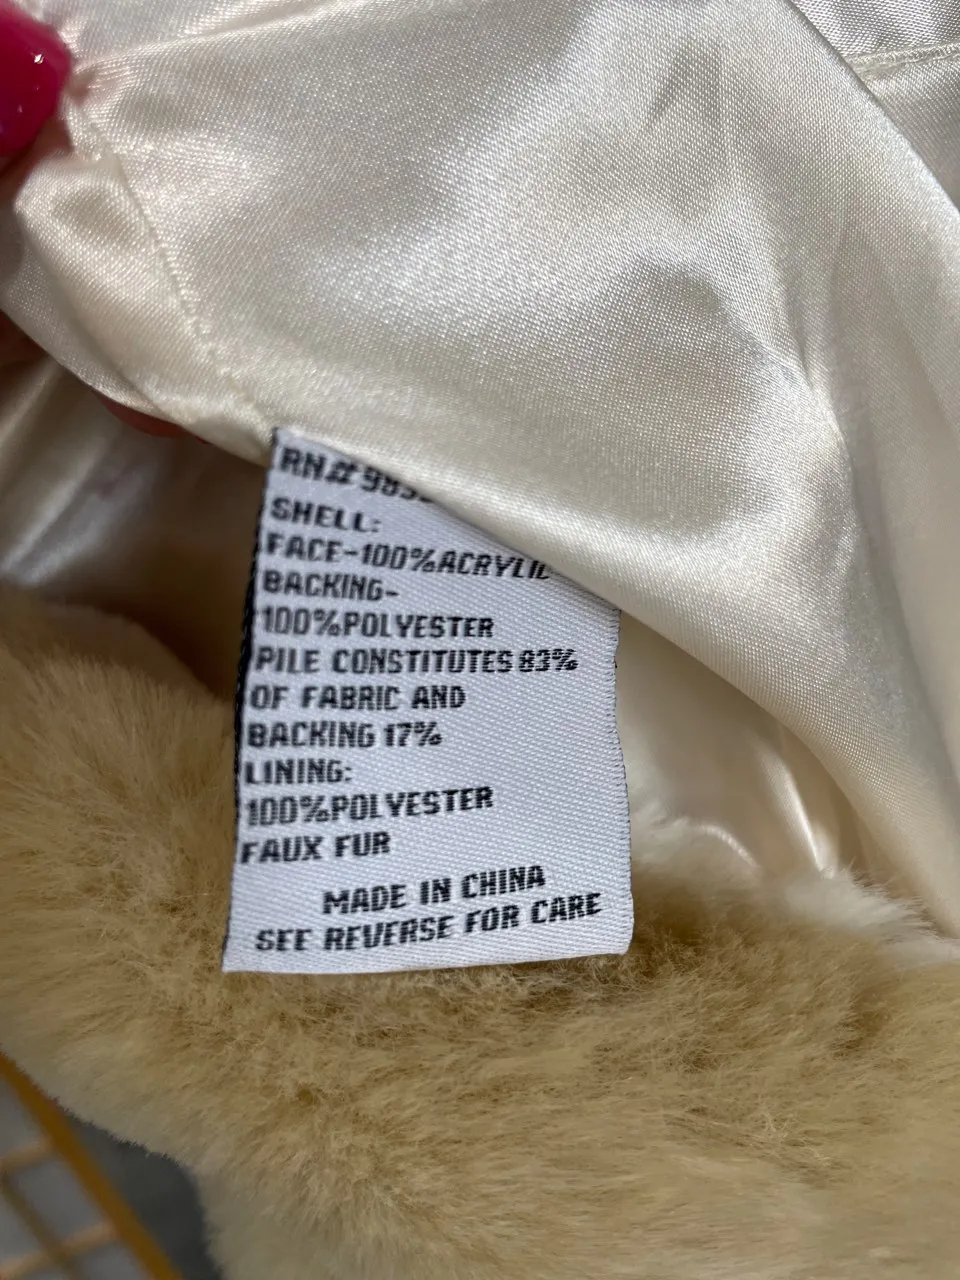 RN#
SHELL:
FACE-100%ACRYLIC
BACKING-
100%POLYESTER
PILE CONSTITUTES 83%
OF FABRIC AND
BACKING 17%
LINING:
100%POLYESTER
FAUX FUR
MADE IN CHINA
SEE REVERSE FOR CARE